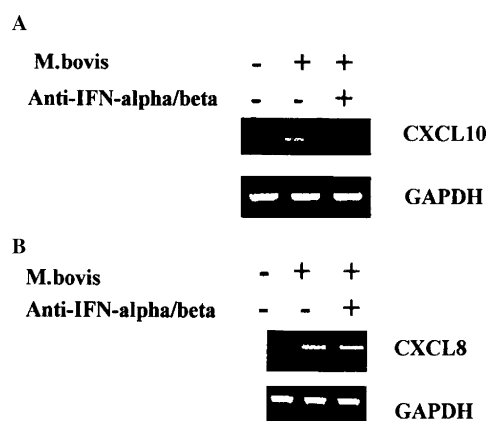 A
M.bovis - + +
Anti-IFN-alpha/beta - - +
CXCL10
GAPDH
B
M.bovis - + +
Anti-IFN-alpha/beta - - +
CXCL8
GAPDH